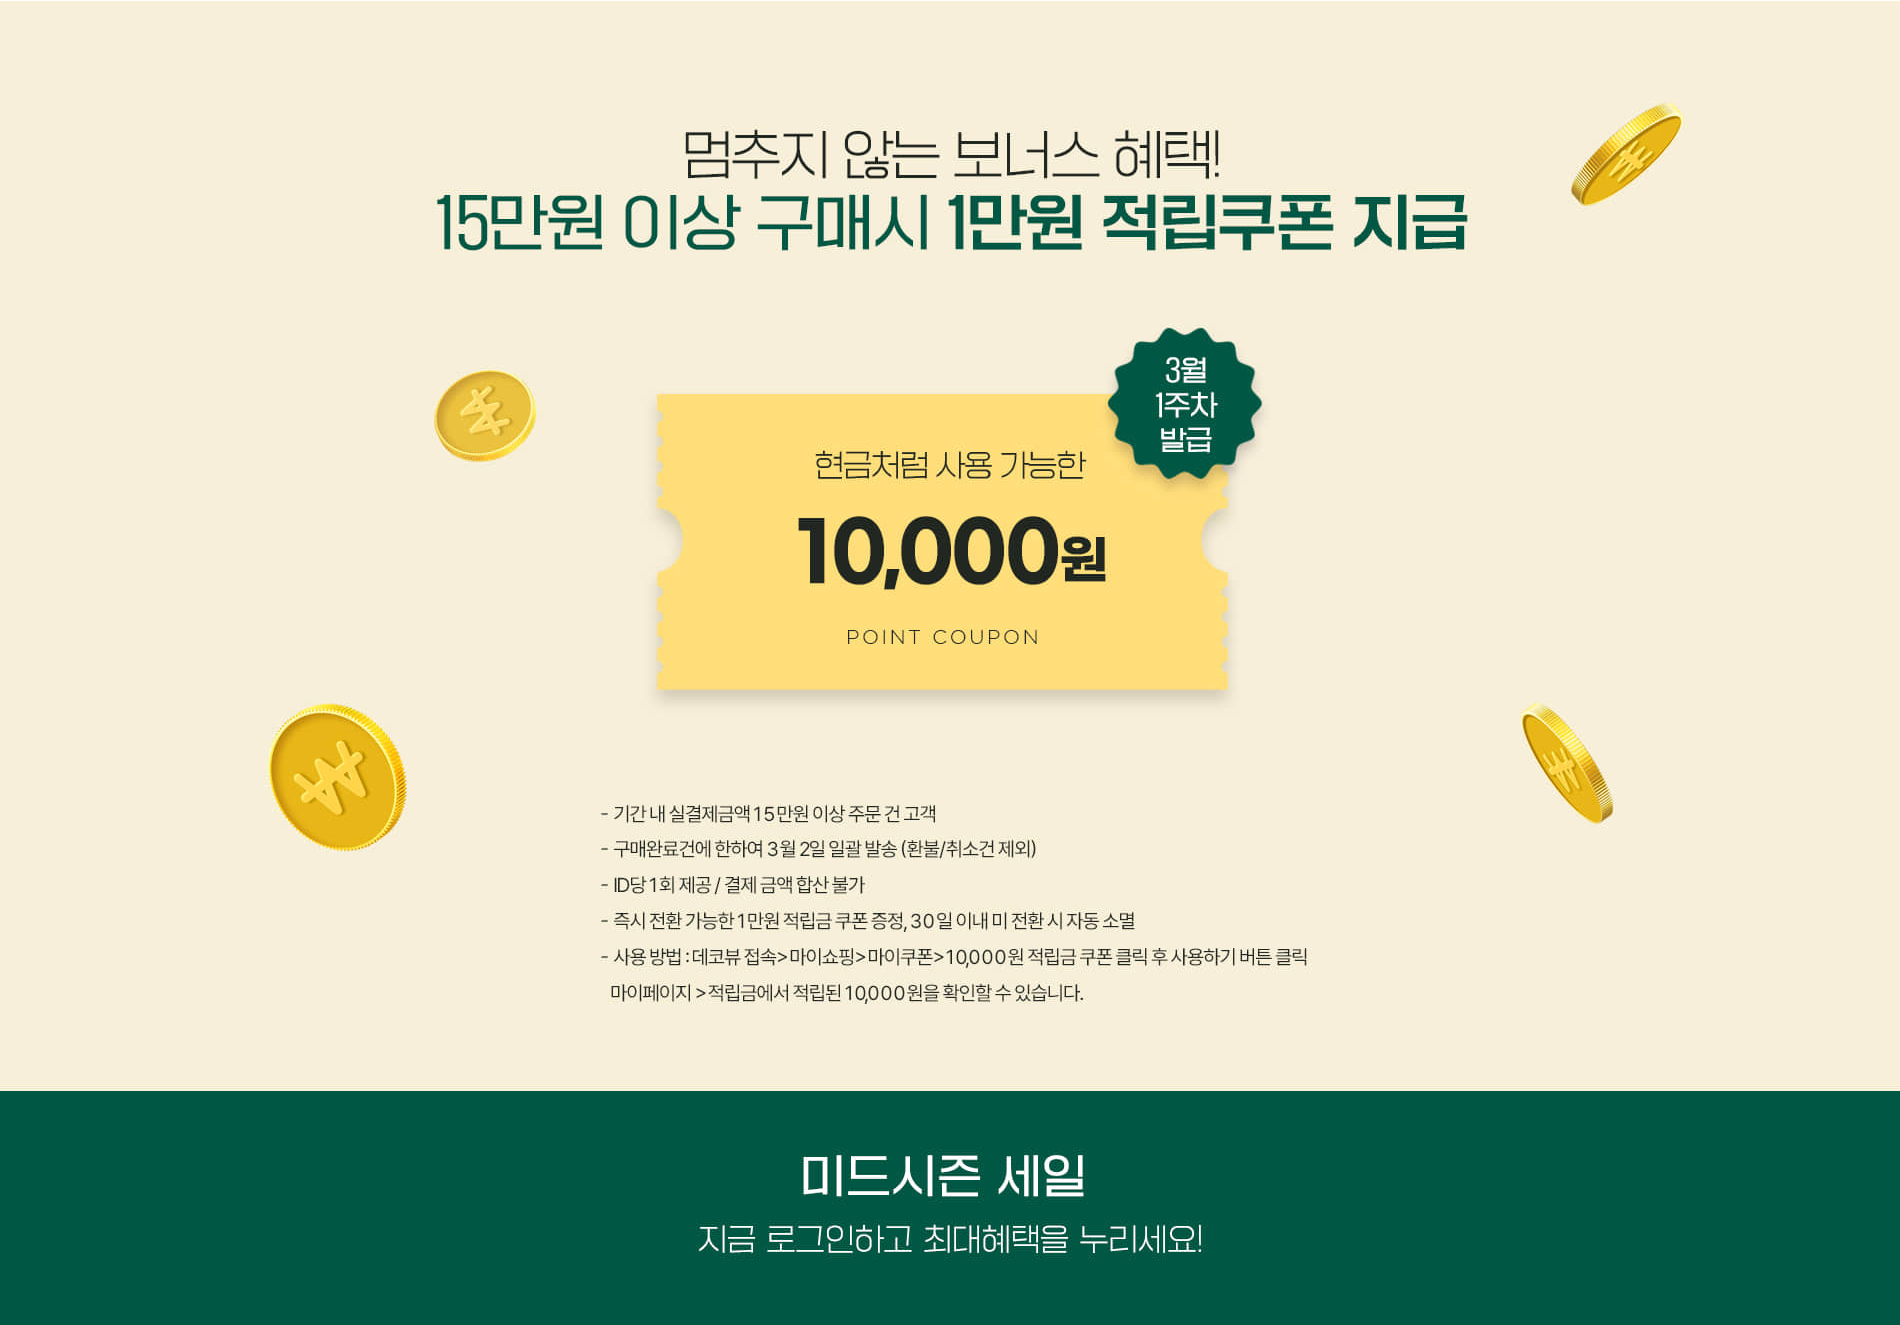 멈추지 않는 보너스 혜택!
15만원 이상 구매시 1만원 적립쿠폰 지급
3월
1주차
발급
현금처럼 사용 가능한
10,000원
POINT COUPON
- 기간 내 실결제금액 15만원 이상 주문 건 고객
- 구매완료건에 한하여 3월 2일 일괄 발송 (환불/취소건 제외)
- ID당 1회 제공 / 결제 금액 합산 불가
- 즉시 전환 가능한 1만원 적립금 쿠폰 증정, 30일 이내 미 전환 시 자동 소멸
- 사용 방법 : 데코뷰 접속> 마이쇼핑> 마이쿠폰> 10,000원 적립금 쿠폰 클릭 후 사용하기 버튼 클릭
마이페이지 > 적립금에서 적립된 10,000원을 확인할 수 있습니다.
미드시즌 세일
지금 로그인하고 최대혜택을 누리세요!